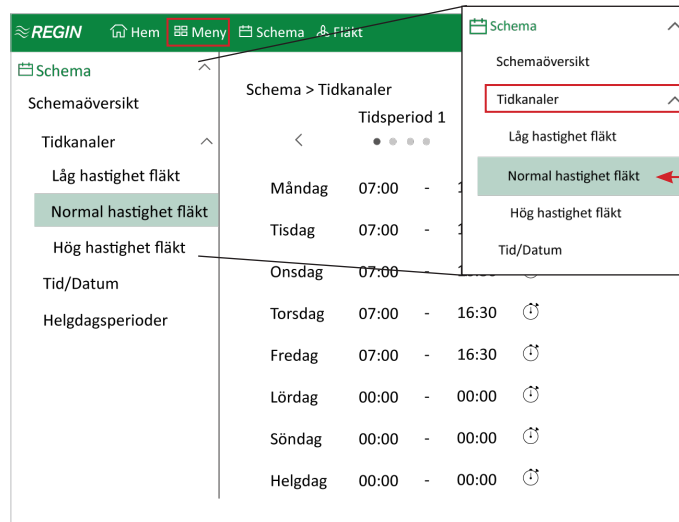 REGIN Hem Meny Schema Fläkt
Schema
Schemaöversikt
Tidkanaler
Låg hastighet fläkt
Normal hastighet fläkt
Hög hastighet fläkt
Tid/Datum
Helgdagsperioder
Schema > Tidkanaler
Tidsperiod 1
Måndag 07:00 -
Tisdag 07:00 -
Onsdag 07:00 -
Torsdag 07:00 - 16:30
Fredag 07:00 - 16:30
Lördag 00:00 - 00:00
Söndag 00:00 - 00:00
Helgdag 00:00 - 00:00
Schema
Schemaöversikt
Tidkanaler
Låg hastighet fläkt
Normal hastighet fläkt
Hög hastighet fläkt
Tid/Datum